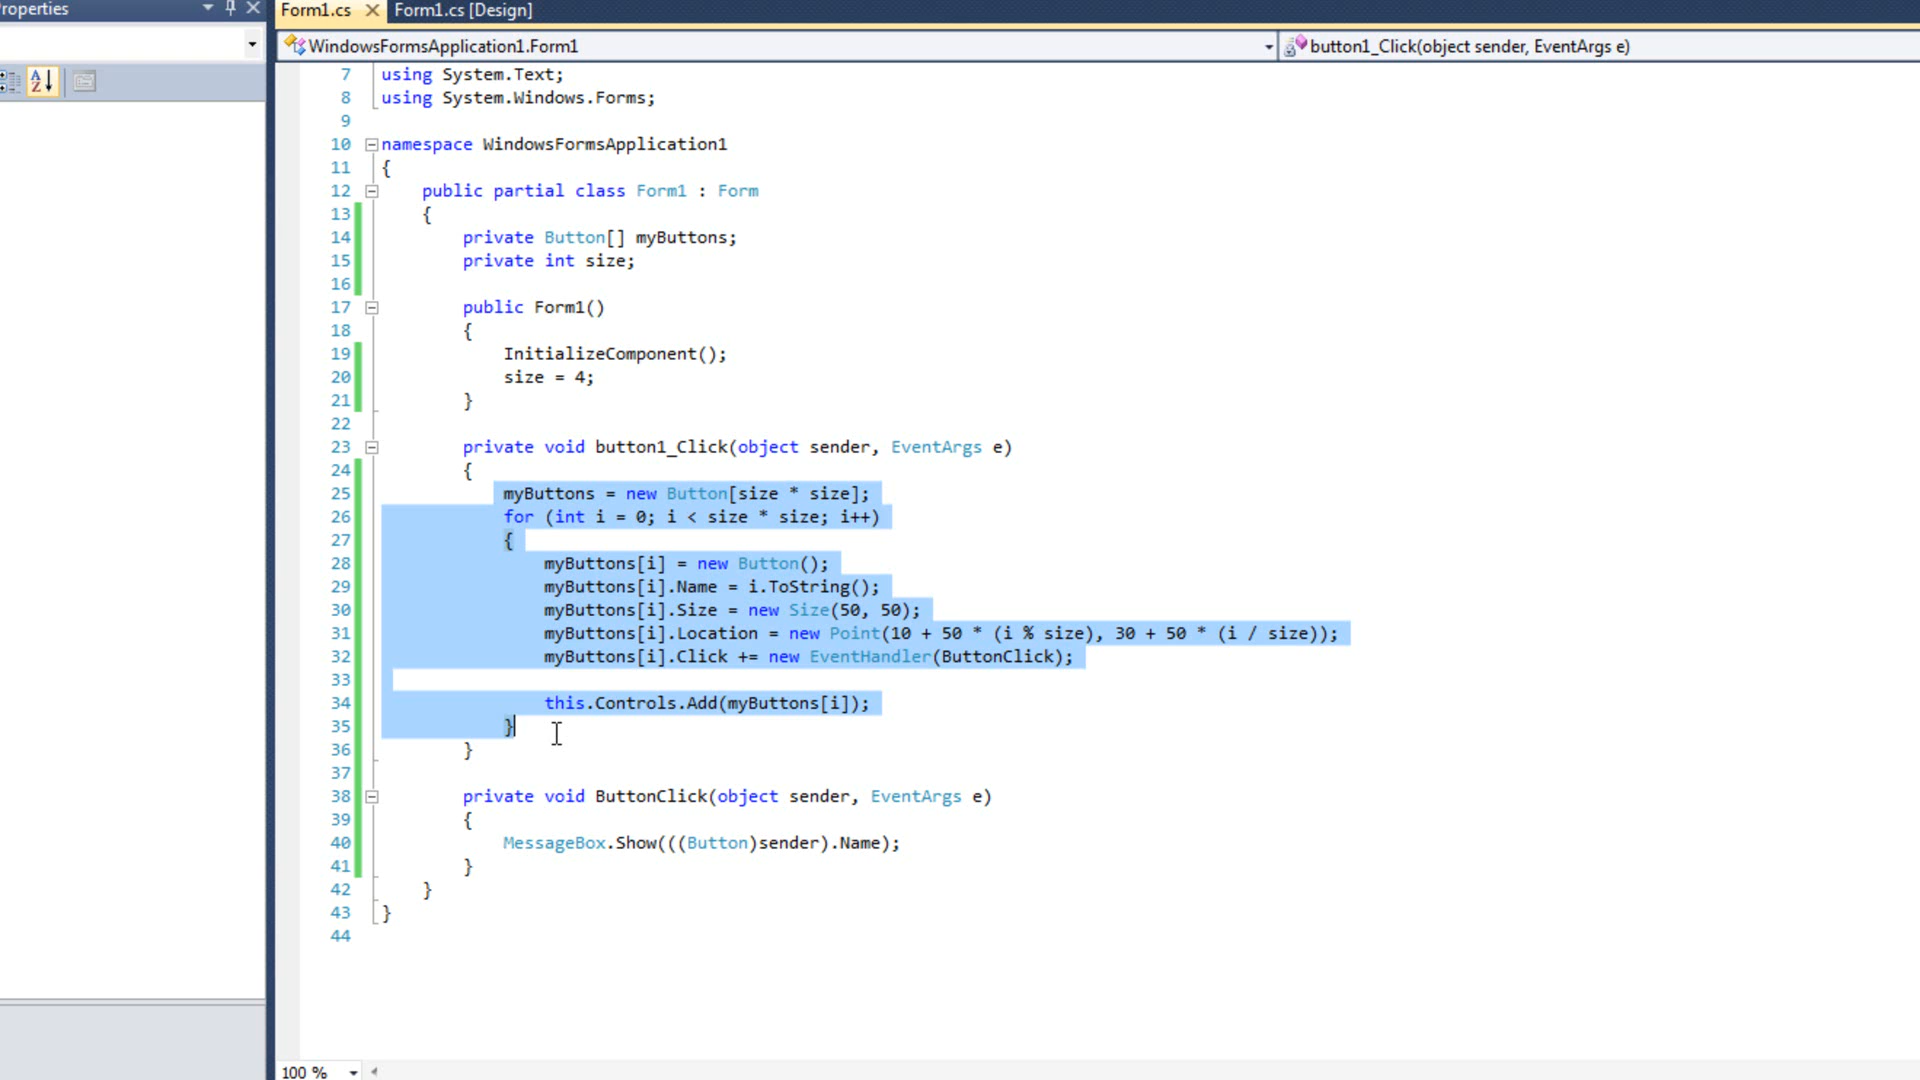 roperties
Form1.cs Form1.cs [Design]
WindowsFormsApplication1.Form1 button1_Click(object sender, EventArgs e)
7 using System.Text;
8 using System.Windows.Forms;
9
10 namespace WindowsFormsApplication1
11 {
12 public partial class Form1 : Form
13 {
14 private Button[] myButtons;
15 private int size;
16
17 public Form1()
18 {
19 InitializeComponent();
20 size = 4;
21 }
22
23 private void button1_Click(object sender, EventArgs e)
24 {
25 myButtons = new Button[size * size];
26 for (int i = 0; i < size * size; i++)
27 {
28 myButtons[i] = new Button();
29 myButtons[i].Name = i.ToString();
30 myButtons[i].Size = new Size(50, 50);
31 myButtons[i].Location = new Point(10 + 50 * (i % size), 30 + 50 * (i / size));
32 myButtons[i].Click += new EventHandler(ButtonClick);
33
34 this.Controls.Add(myButtons[i]);
35 }
36 }
37
38 private void ButtonClick(object sender, EventArgs e)
39 {
40 MessageBox.Show(((Button)sender).Name);
41 }
42 }
43 }
44
100 %